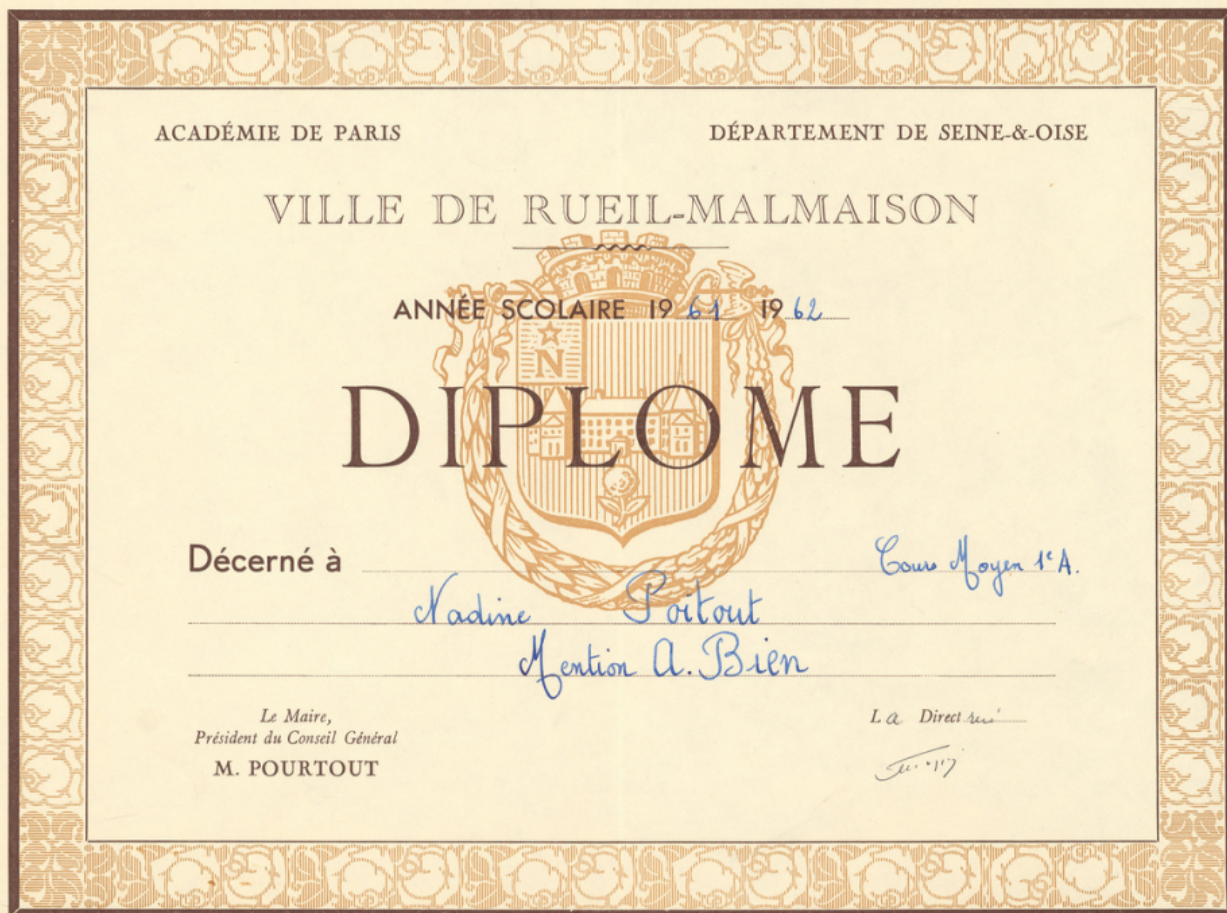 ACADÉMIE DE PARIS
DÉPARTEMENT DE SEINE-&-OISE
VILLE DE RUEIL-MALMAISON
ANNÉE SCOLAIRE 1961 1962
N
DIPLOME
Décerné à Cours Moyen 1e A.
Nadine Poitout
Mention A. Bien
Le Maire,
Président du Conseil Général
M. POURTOUT
La Direct